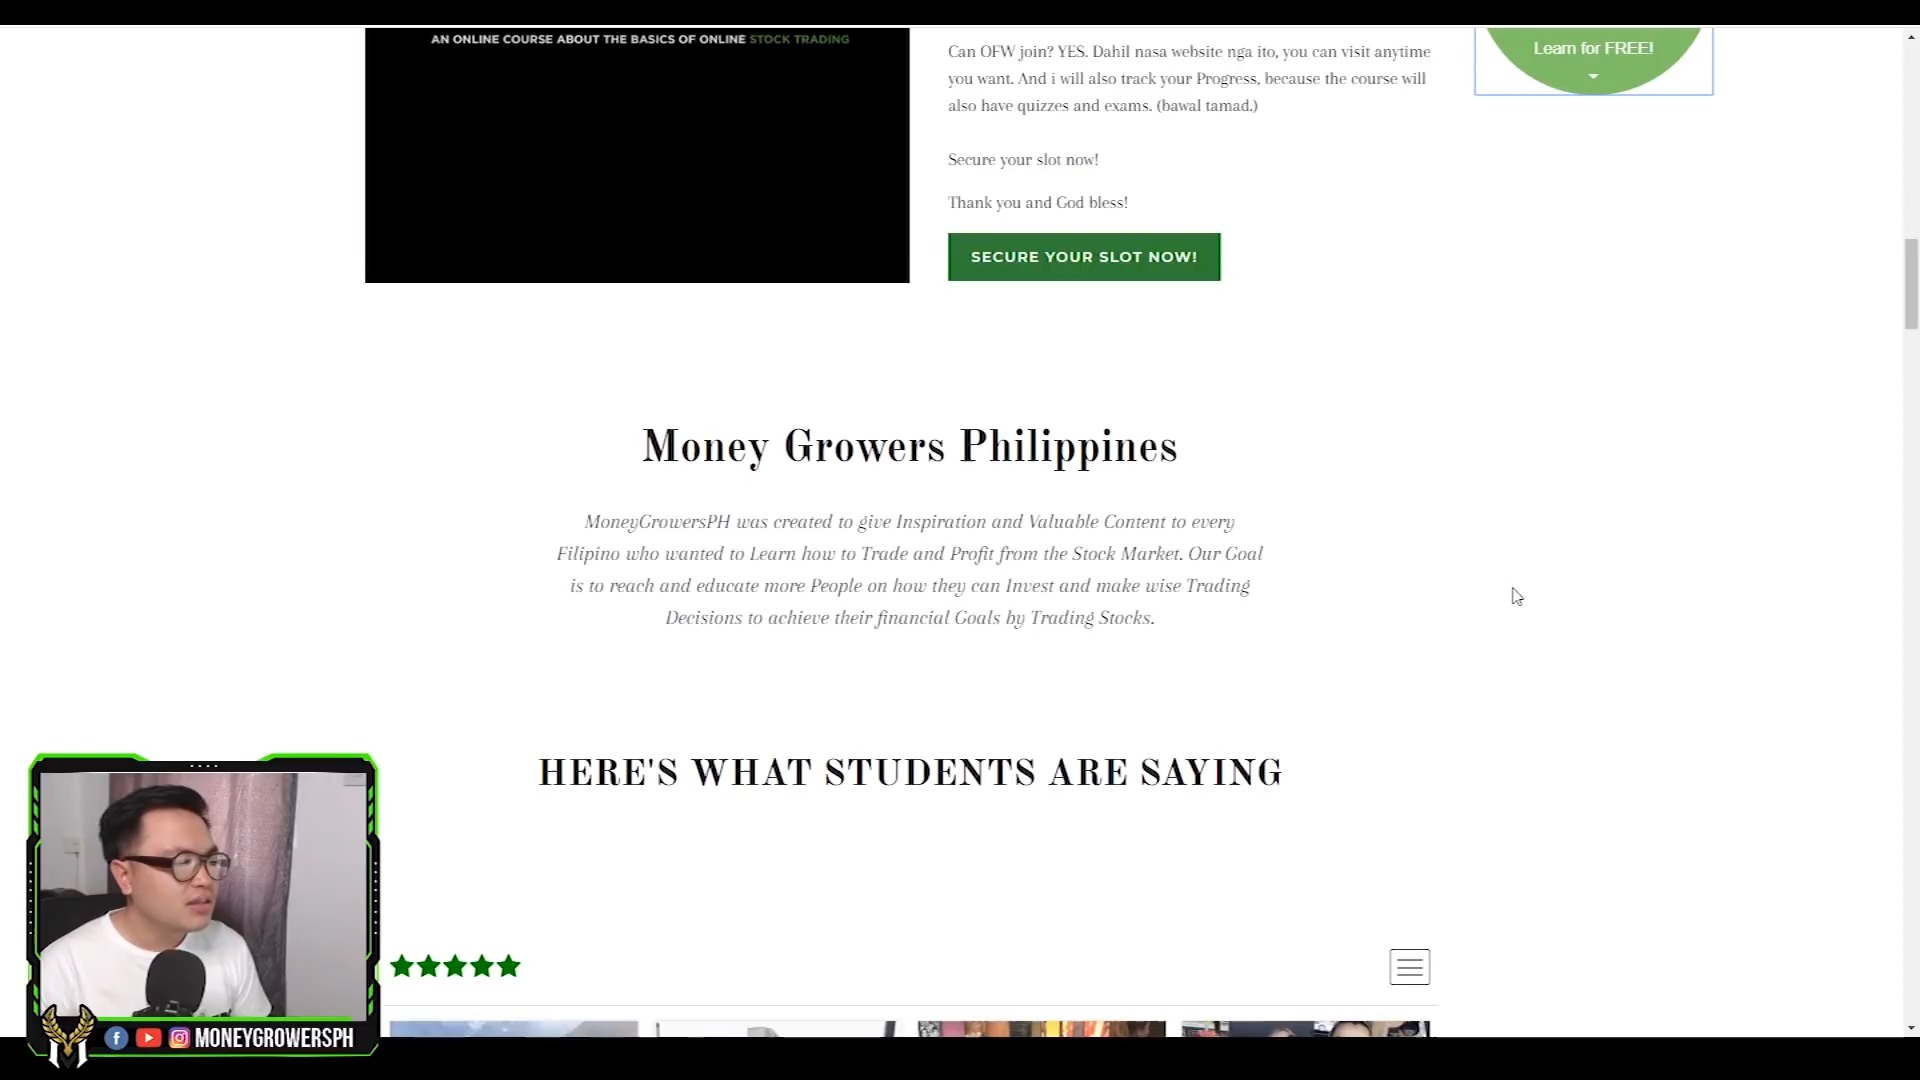 AN ONLINE COURSE ABOUT THE BASICS OF ONLINE STOCK TRADING
Can OFW join? YES. Dahil nasa website nga ito, you can visit anytime
you want. And i will also track your Progress, because the course will
also have quizzes and exams. (bawal tamad.)
Secure your slot now!
Thank you and God bless!
SECURE YOUR SLOT NOW!
Learn for FREE!
Money Growers Philippines
MoneyGrowersPH was created to give Inspiration and Valuable Content to every
Filipino who wanted to Learn how to Trade and Profit from the Stock Market. Our Goal
is to reach and educate more People on how they can Invest and make wise Trading
Decisions to achieve their financial Goals by Trading Stocks.
HERE'S WHAT STUDENTS ARE SAYING
MONEYGROWERSPH